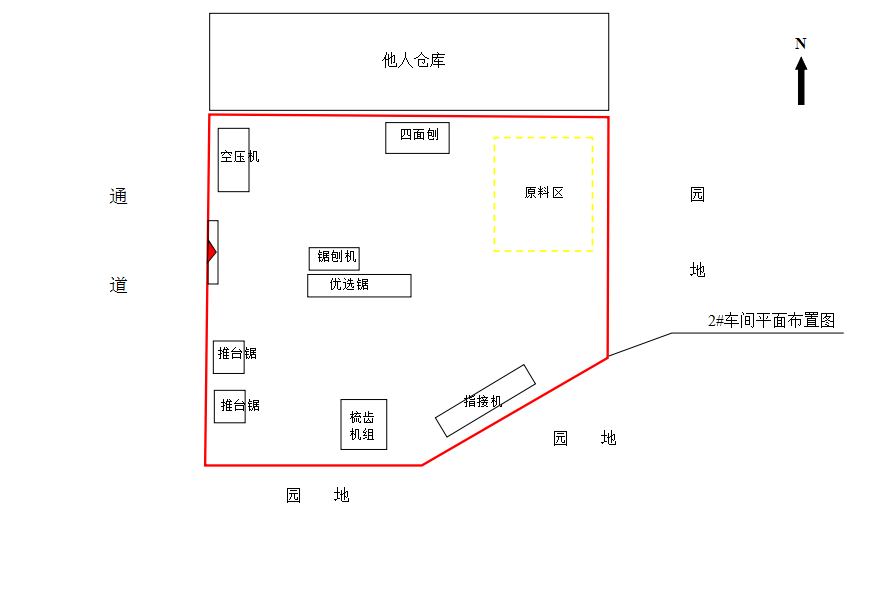 他人仓库
N
四面刨
空压机
原料区
通
道
园
地
锯刨机
优选锯
2#车间平面布置图
推台锯
推台锯
指接机
梳齿
机组
园 地
园 地